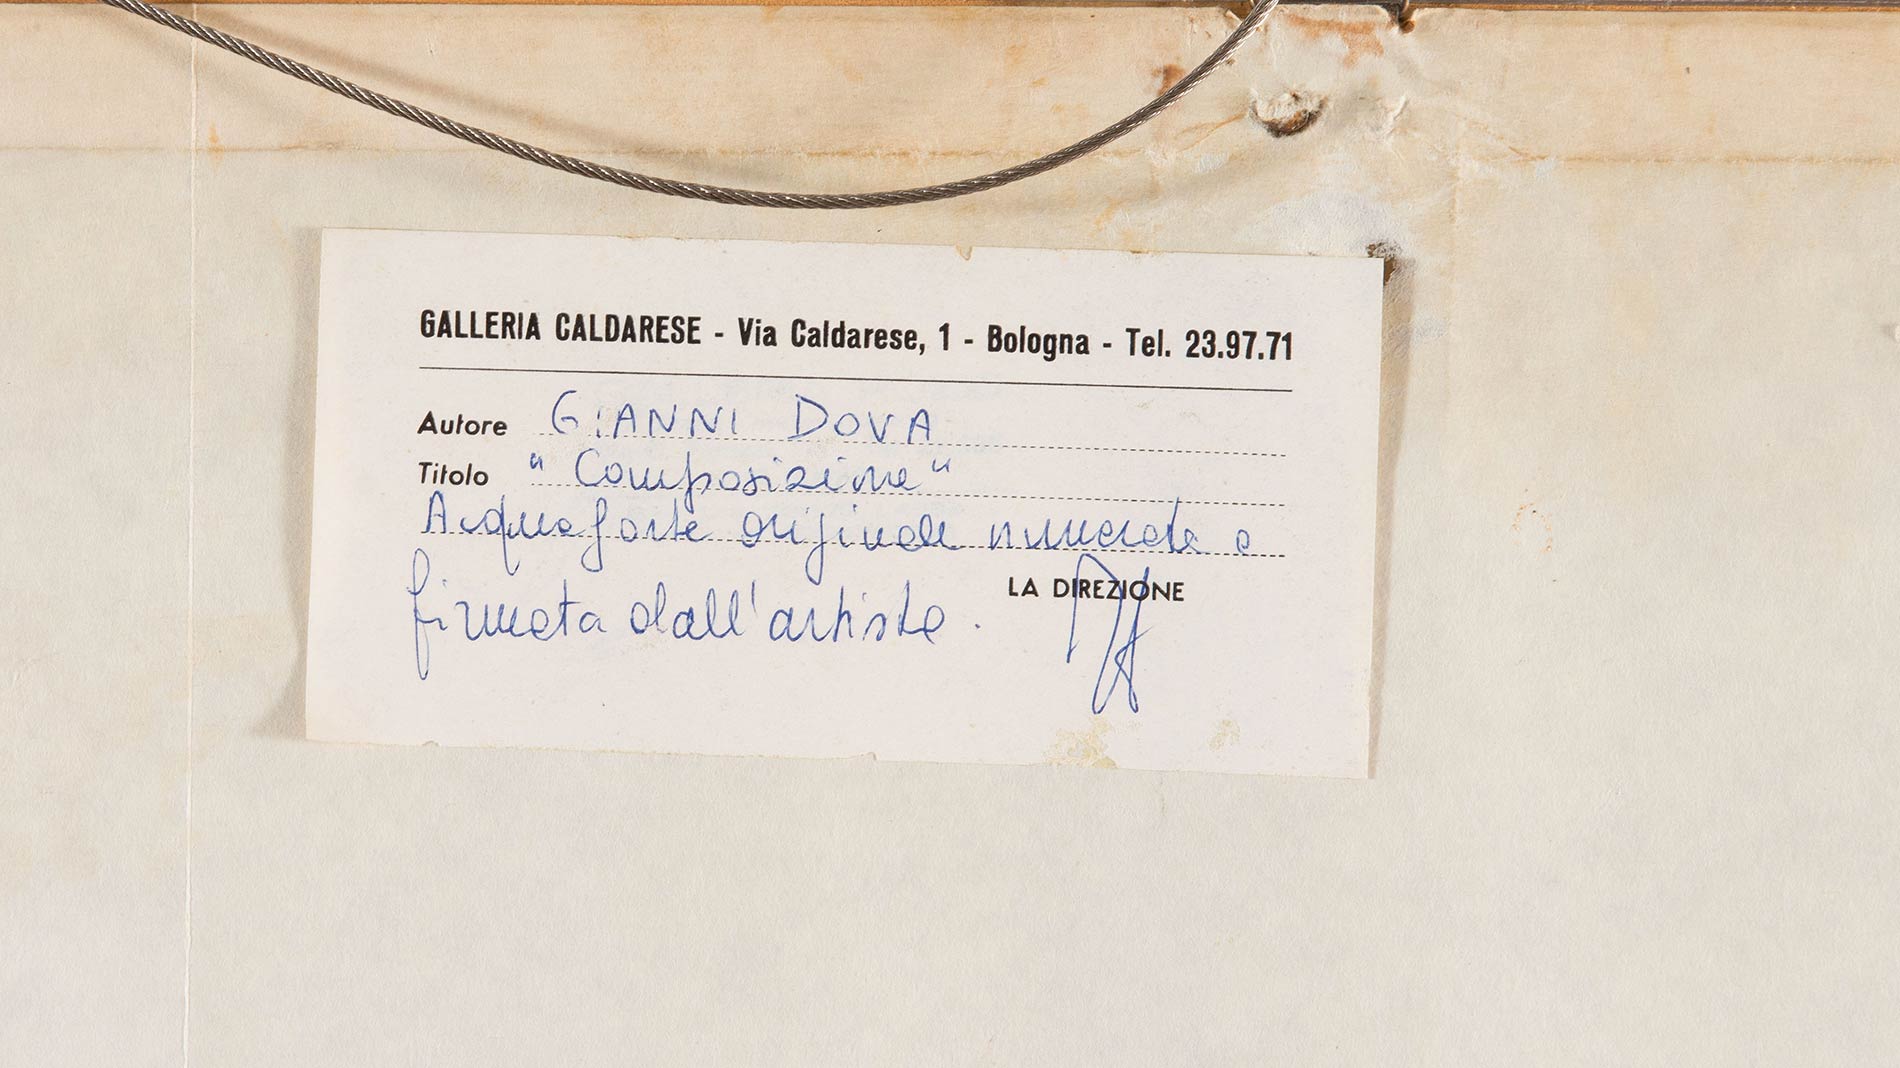 GALLERIA CALDARESE - Via Caldarese, 1 - Bologna - Tel. 23.97.71
Autore GIANNI DOVA
Titolo "Composizione"
Acquaforte originale numerata e
LA DIREZIONE
firmata dall'artista.